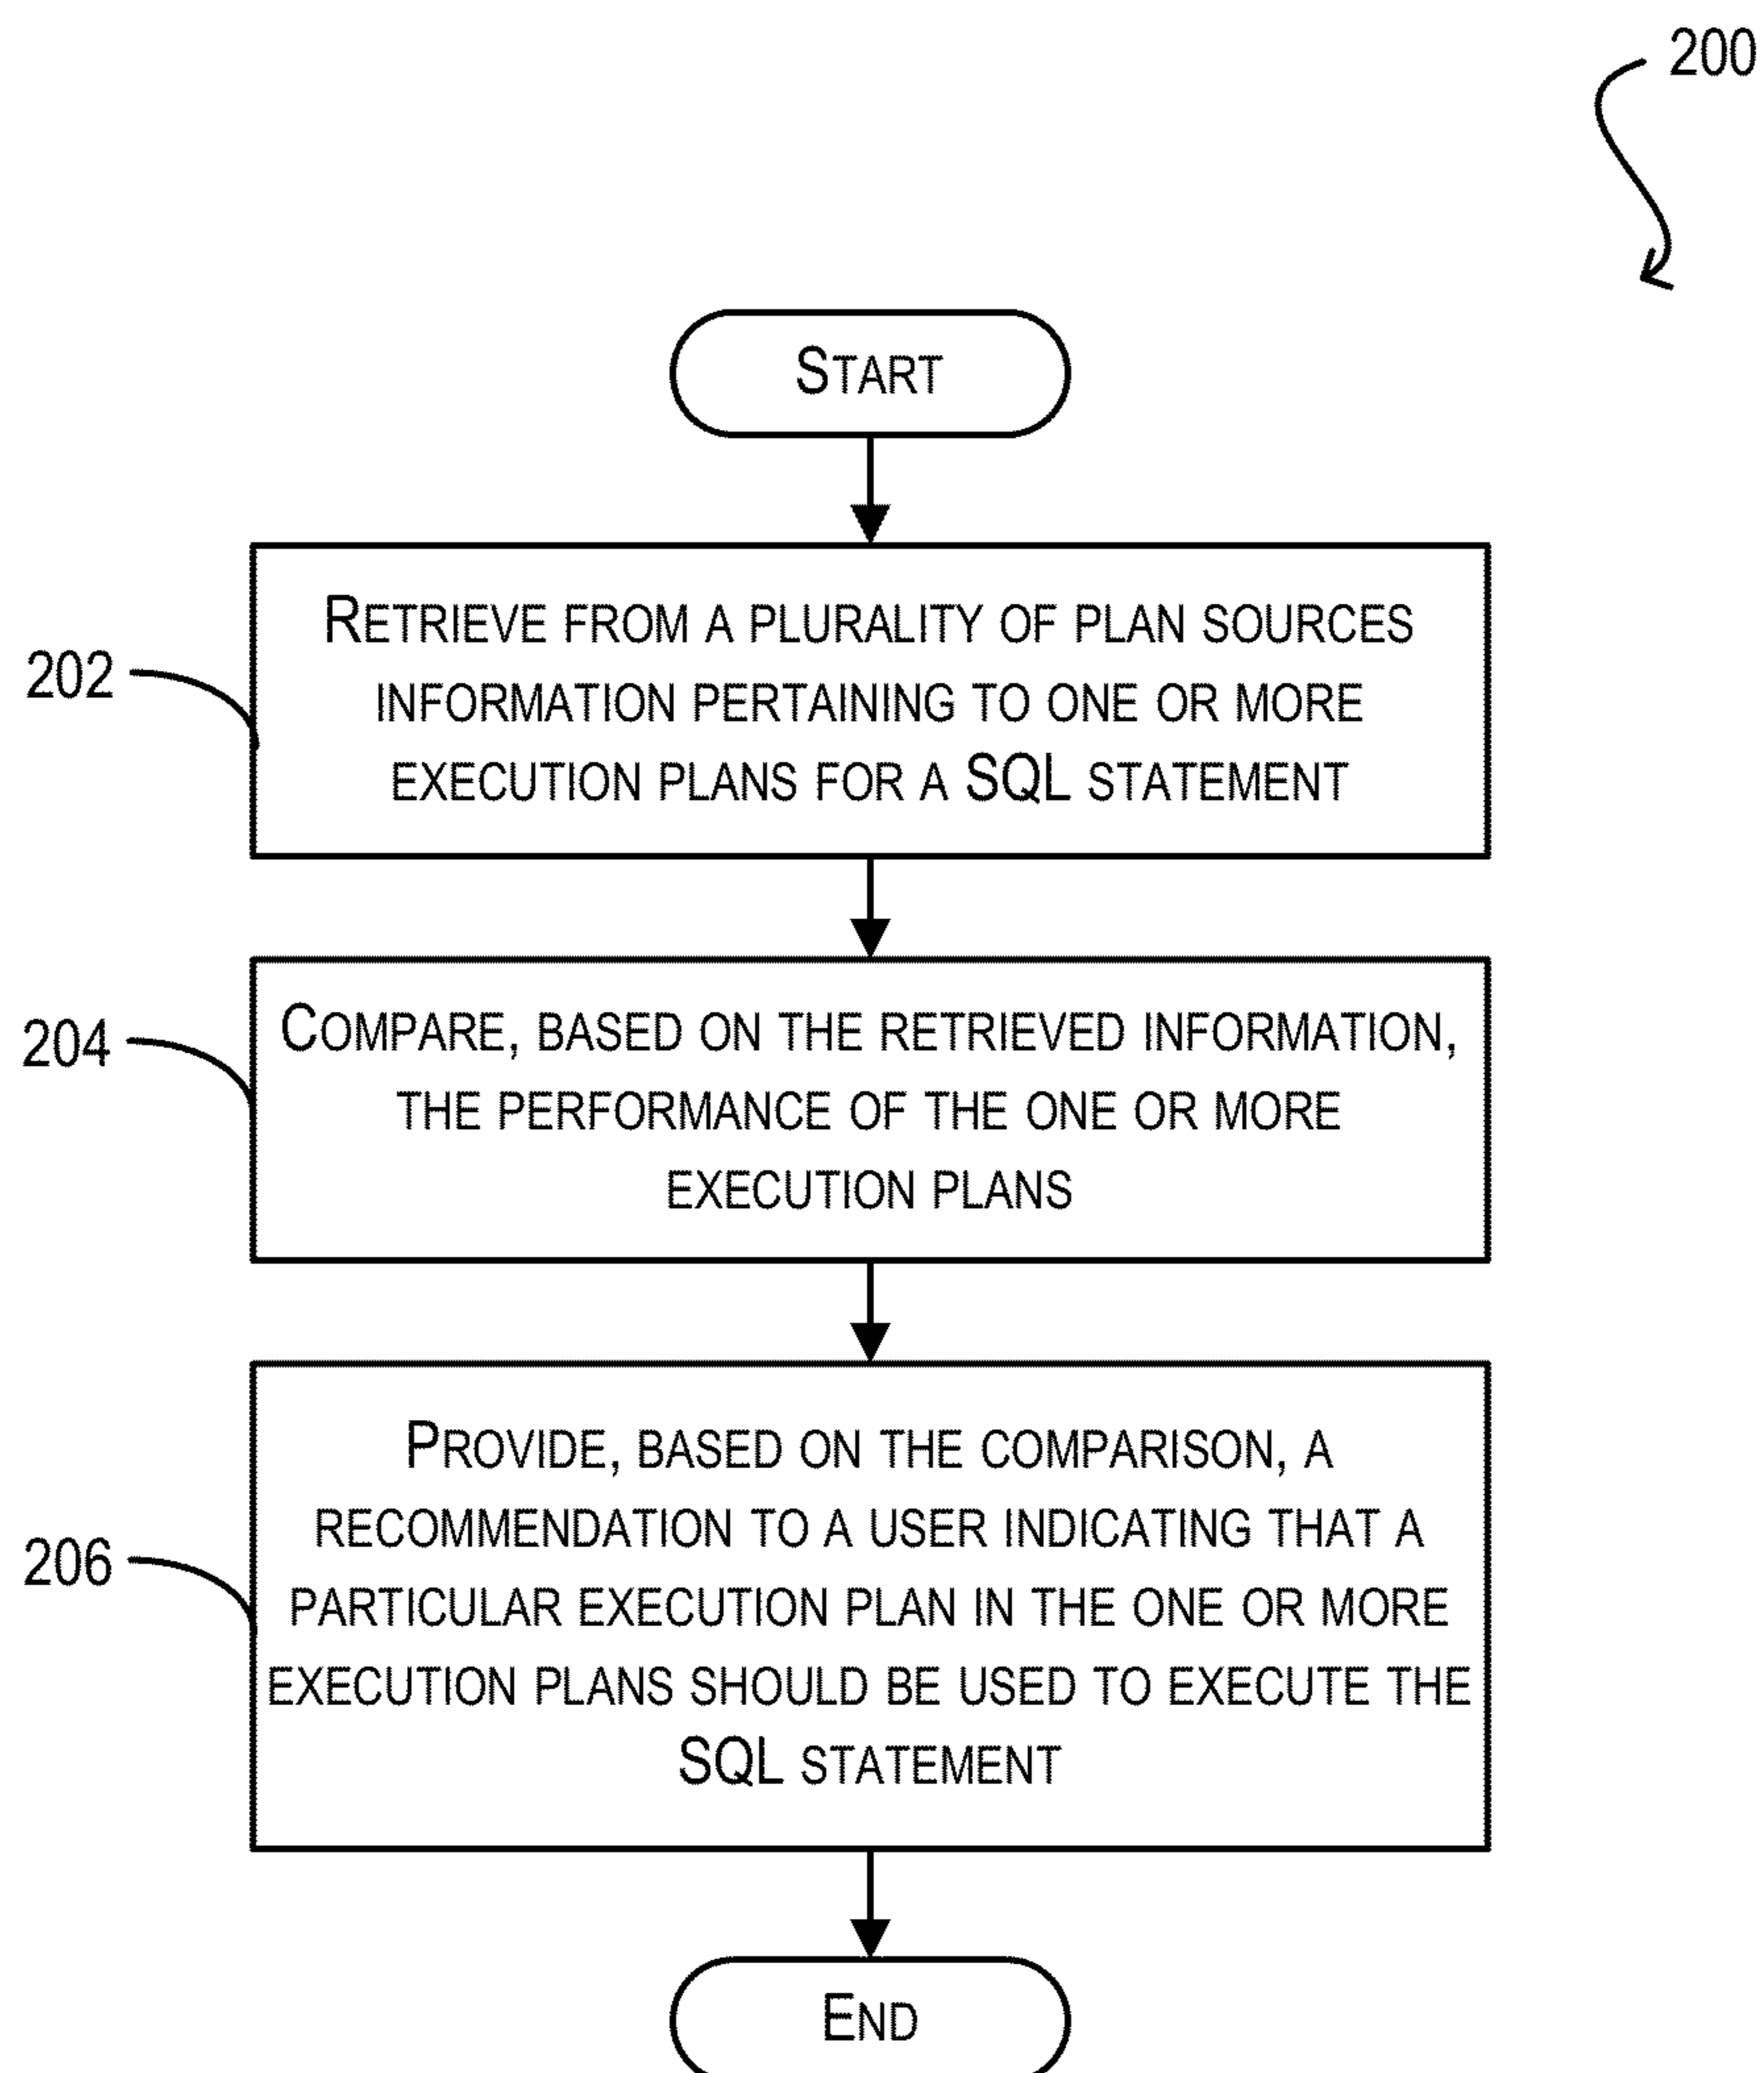 200
START
202
RETRIEVE FROM A PLURALITY OF PLAN SOURCES
INFORMATION PERTAINING TO ONE OR MORE
EXECUTION PLANS FOR A SQL STATEMENT
204
COMPARE, BASED ON THE RETRIEVED INFORMATION,
THE PERFORMANCE OF THE ONE OR MORE
EXECUTION PLANS
206
PROVIDE, BASED ON THE COMPARISON, A
RECOMMENDATION TO A USER INDICATING THAT A
PARTICULAR EXECUTION PLAN IN THE ONE OR MORE
EXECUTION PLANS SHOULD BE USED TO EXECUTE THE
SQL STATEMENT
END